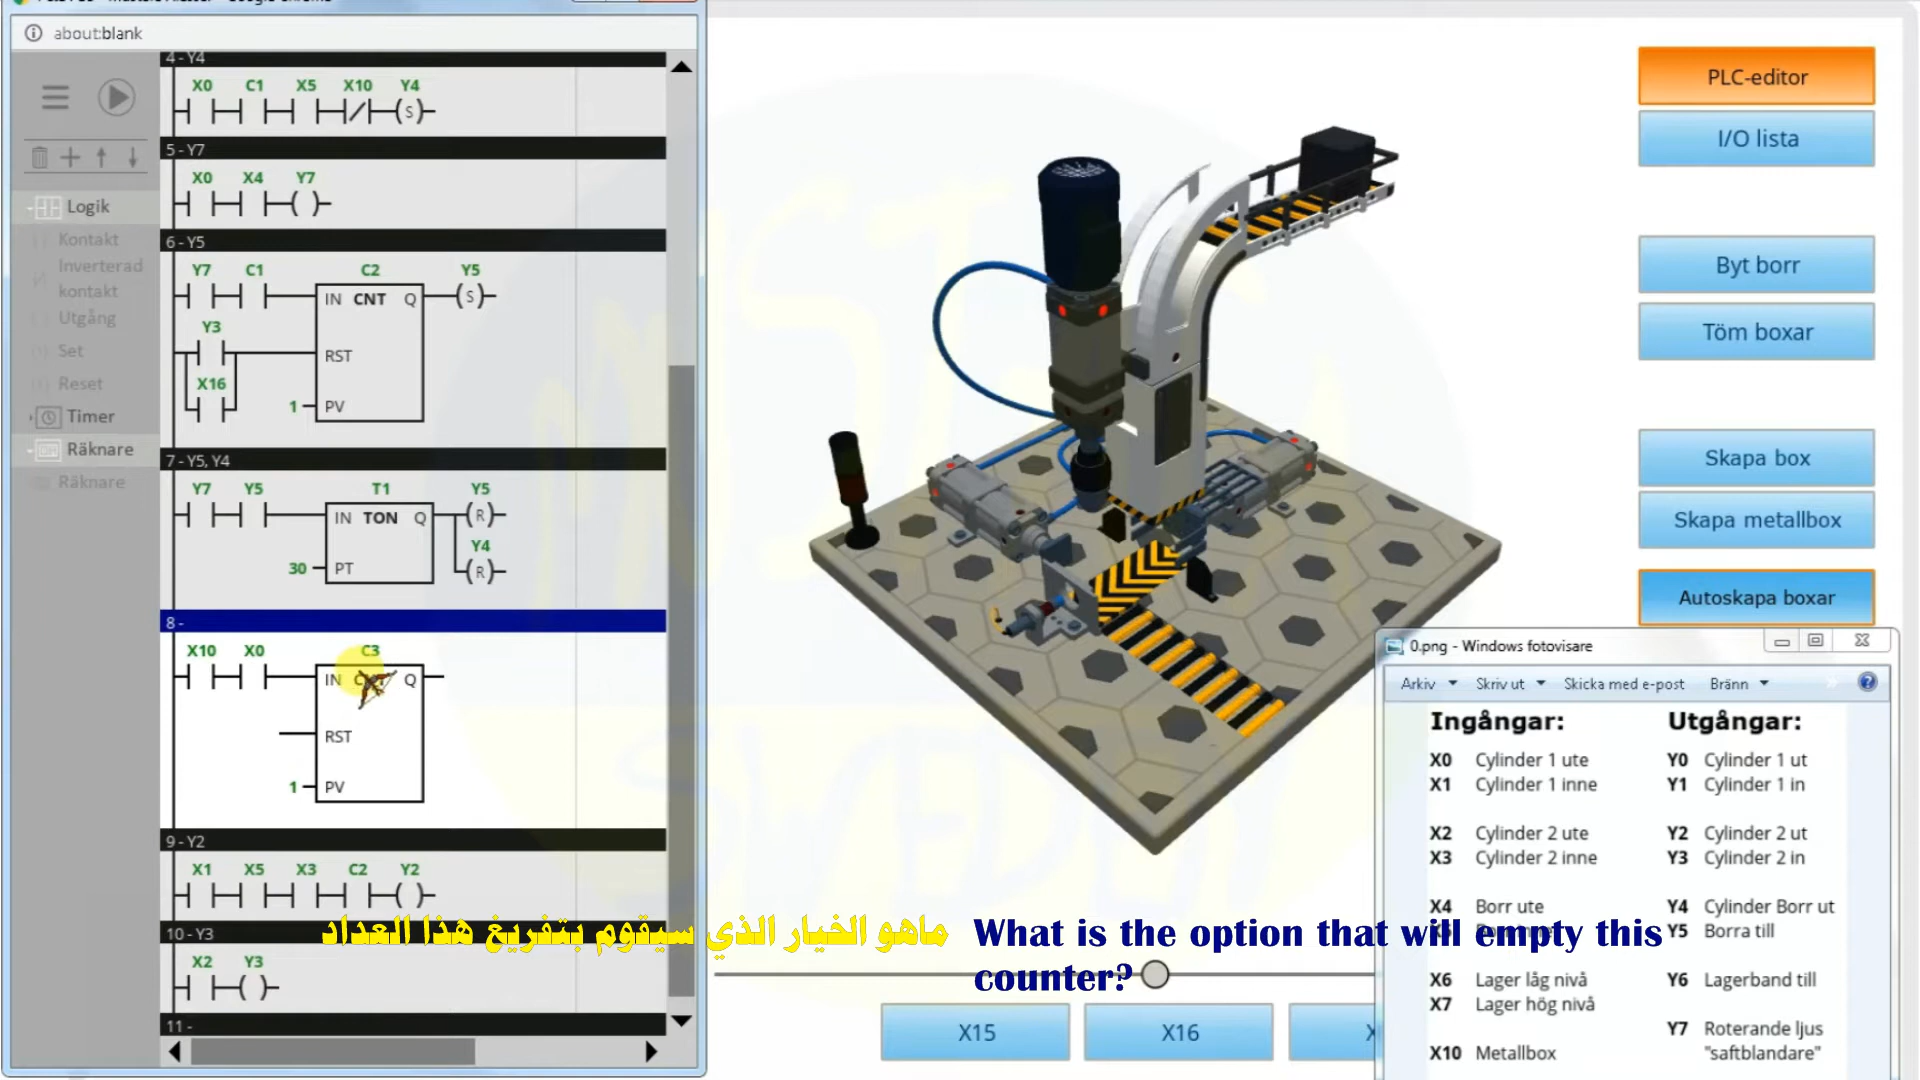 about:blank
4 - Y4
X0 C1 X5 X10 Y4
S
5 - Y7
X0 X4 Y7
6 - Y5
Y7 C1 C2 Y5
IN CNT Q S
Y3
RST
X16
1 PV
7 - Y5, Y4
Y7 Y5 T1 Y5
IN TON Q R
Y4
30 PT R
8 -
X10 X0 C3
IN Q
RST
1 PV
9 - Y2
X1 X5 X3 C2 Y2
10 - Y3
X2 Y3
11 -
Logik
Kontakt
Inverterad
kontakt
Utgång
Set
Reset
Timer
Räknare
Räknare
PLC-editor
I/O lista
Byt borr
Töm boxar
Skapa box
Skapa metallbox
Autoskapa boxar
0.png - Windows fotovisare
Arkiv Skriv ut Skicka med e-post Bränn
Ingångar: Utgångar:
X0 Cylinder 1 ute Y0 Cylinder 1 ut
X1 Cylinder 1 inne Y1 Cylinder 1 in
X2 Cylinder 2 ute Y2 Cylinder 2 ut
X3 Cylinder 2 inne Y3 Cylinder 2 in
X4 Borr ute Y4 Cylinder Borr ut
Y5 Borra till
X6 Lager låg nivå Y6 Lagerband till
X7 Lager hög nivå
Y7 Roterande ljus
X10 Metallbox "saftblandare"
ماهو الخيار الذي سيقوم بتفريغ هذا العداد
What is the option that will empty this
counter?
X15 X16